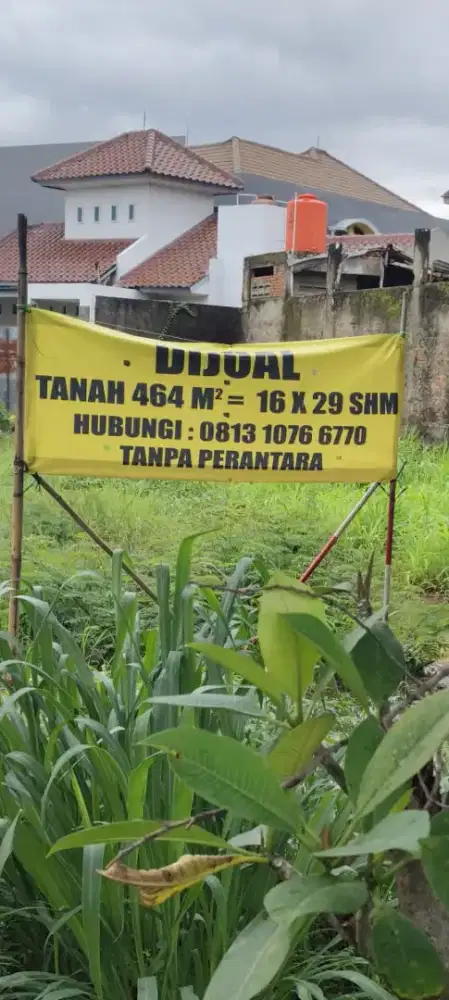 DIJUAL
TANAH 464 M² = 16 X 29 SHM
HUBUNGI : 0813 1076 6770
TANPA PERANTARA